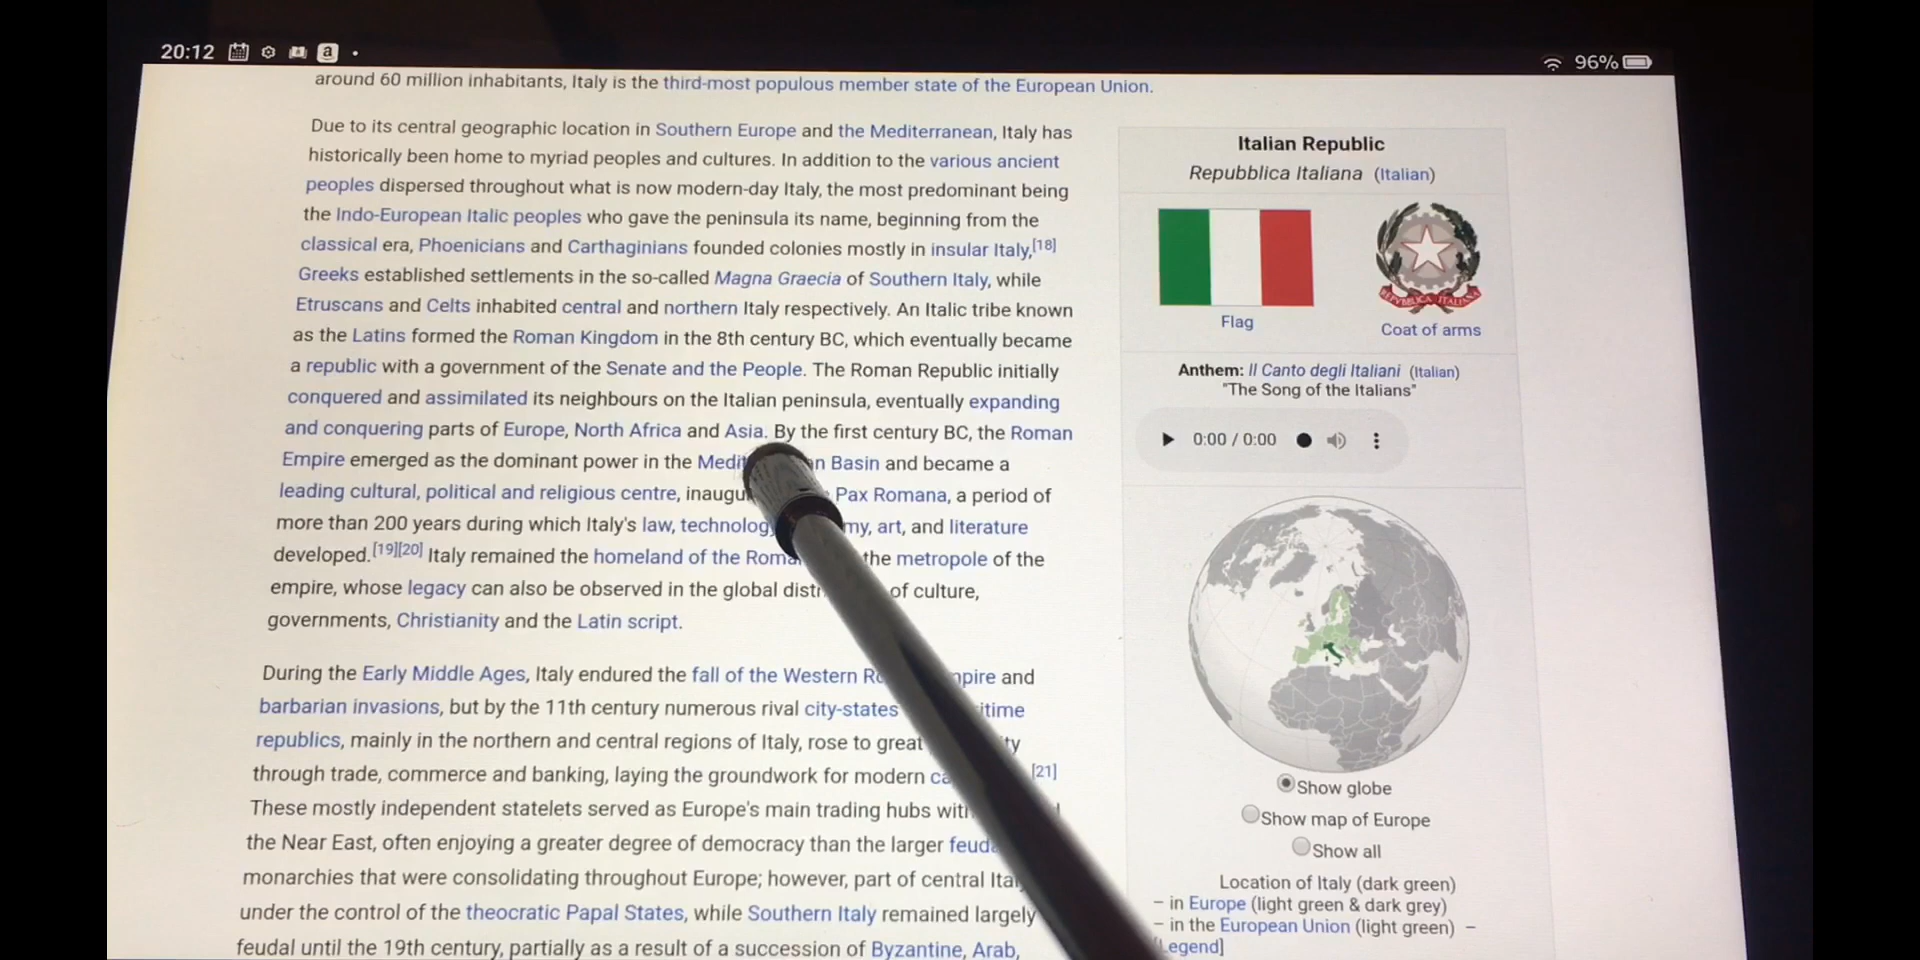 20:12
a
96%
around 60 million inhabitants, Italy is the third-most populous member state of the European Union.
Due to its central geographic location in Southern Europe and the Mediterranean, Italy has
historically been home to myriad peoples and cultures. In addition to the various ancient
peoples dispersed throughout what is now modern-day Italy, the most predominant being
the Indo-European Italic peoples who gave the peninsula its name, beginning from the
classical era, Phoenicians and Carthaginians founded colonies mostly in insular Italy,[18]
Greeks established settlements in the so-called Magna Graecia of Southern Italy, while
Etruscans and Celts inhabited central and northern Italy respectively. An Italic tribe known
as the Latins formed the Roman Kingdom in the 8th century BC, which eventually became
a republic with a government of the Senate and the People. The Roman Republic initially
conquered and assimilated its neighbours on the Italian peninsula, eventually expanding
and conquering parts of Europe, North Africa and Asia. By the first century BC, the Roman
Empire emerged as the dominant power in the Basin and became a
leading cultural, political and religious centre, Pax Romana, a period of
more than 200 years during which Italy's law, art, and literature
developed.[19][20] Italy remained the homeland of the the metropole of the
empire, whose legacy can also be observed in the global of culture,
governments, Christianity and the Latin script.
During the Early Middle Ages, Italy endured the fall of the Western and
barbarian invasions, but by the 11th century numerous rival city-states
republics, mainly in the northern and central regions of Italy, rose to great
through trade, commerce and banking, laying the groundwork for modern [21]
These mostly independent statelets served as Europe's main trading hubs
the Near East, often enjoying a greater degree of democracy than the larger
monarchies that were consolidating throughout Europe; however, part of central
under the control of the theocratic Papal States, while Southern Italy remained largely
feudal until the 19th century, partially as a result of a succession of Byzantine, Arab,
Italian Republic
Repubblica Italiana (Italian)
REPVBBLICA ITALIANA
Flag
Coat of arms
Anthem: Il Canto degli Italiani (Italian)
"The Song of the Italians"
0:00 / 0:00
Show globe
Show map of Europe
Show all
Location of Italy (dark green)
– in Europe (light green & dark grey)
– in the European Union (light green) –
[Legend]